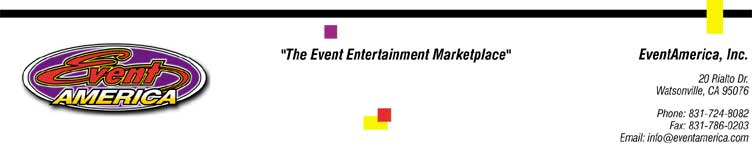 Event
AMERICA
"The Event Entertainment Marketplace"
EventAmerica, Inc.
20 Rialto Dr.
Watsonville, CA 95076
Phone: 831-724-8082
Fax: 831-786-0203
Email: info@eventamerica.com